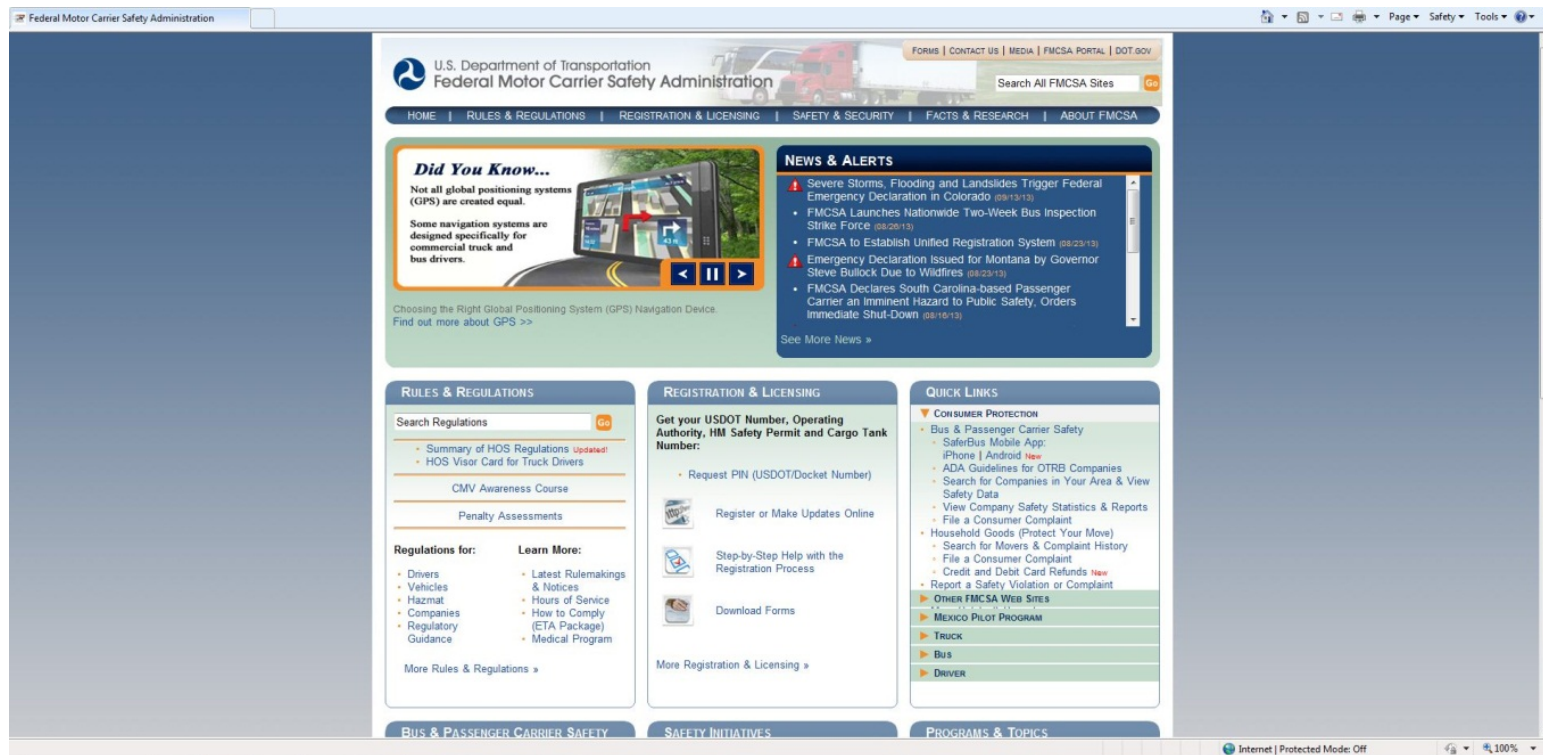 Federal Motor Carrier Safety Administration
Page Safety Tools
FORMS | CONTACT US | MEDIA | FMCSA PORTAL | DOT.GOV
U.S. Department of Transportation
Federal Motor Carrier Safety Administration
Search All FMCSA Sites Go
HOME | RULES & REGULATIONS | REGISTRATION & LICENSING | SAFETY & SECURITY | FACTS & RESEARCH | ABOUT FMCSA
Did You Know...
Not all global positioning systems
(GPS) are created equal.
Some navigation systems are
designed specifically for
commercial truck and
bus drivers.
Choosing the Right Global Positioning System (GPS) Navigation Device.
Find out more about GPS >>
NEWS & ALERTS
Severe Storms, Flooding and Landslides Trigger Federal
Emergency Declaration in Colorado (09/13/13)
• FMCSA Launches Nationwide Two-Week Bus Inspection
Strike Force (08/26/13)
• FMCSA to Establish Unified Registration System (08/23/13)
Emergency Declaration Issued for Montana by Governor
Steve Bullock Due to Wildfires (08/23/13)
• FMCSA Declares South Carolina-based Passenger
Carrier an Imminent Hazard to Public Safety, Orders
Immediate Shut-Down (08/16/13)
See More News »
RULES & REGULATIONS
Search Regulations Go
• Summary of HOS Regulations Updated!
• HOS Visor Card for Truck Drivers
CMV Awareness Course
Penalty Assessments
Regulations for:
• Drivers
• Vehicles
• Hazmat
• Companies
• Regulatory
Guidance
Learn More:
• Latest Rulemakings
& Notices
• Hours of Service
• How to Comply
(ETA Package)
• Medical Program
More Rules & Regulations »
REGISTRATION & LICENSING
Get your USDOT Number, Operating
Authority, HM Safety Permit and Cargo Tank
Number:
• Request PIN (USDOT/Docket Number)
Register or Make Updates Online
Step-by-Step Help with the
Registration Process
Download Forms
More Registration & Licensing »
QUICK LINKS
CONSUMER PROTECTION
• Bus & Passenger Carrier Safety
• SaferBus Mobile App:
iPhone | Android New
• ADA Guidelines for OTRB Companies
• Search for Companies in Your Area & View
Safety Data
• View Company Safety Statistics & Reports
• File a Consumer Complaint
• Household Goods (Protect Your Move)
• Search for Movers & Complaint History
• File a Consumer Complaint
• Credit and Debit Card Refunds New
• Report a Safety Violation or Complaint
OTHER FMCSA WEB SITES
MEXICO PILOT PROGRAM
TRUCK
BUS
DRIVER
BUS & PASSENGER CARRIER SAFETY
SAFETY INITIATIVES
PROGRAMS & TOPICS
Internet | Protected Mode: Off
100%